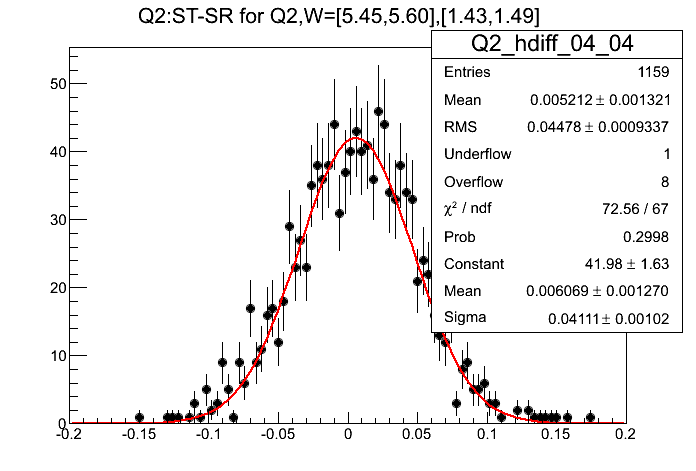 Q2:ST-SR for Q2,W=[5.45,5.60],[1.43,1.49]
Q2_hdiff_04_04
Entries 1159
Mean 0.005212 ± 0.001321
RMS 0.04478 ± 0.0009337
Underflow 1
Overflow 8
χ² / ndf 72.56 / 67
Prob 0.2998
Constant 41.98 ± 1.63
Mean 0.006069 ± 0.001270
Sigma 0.04111 ± 0.00102
50
40
30
20
10
0
-0.2 -0.15 -0.1 -0.05 0 0.05 0.1 0.15 0.2